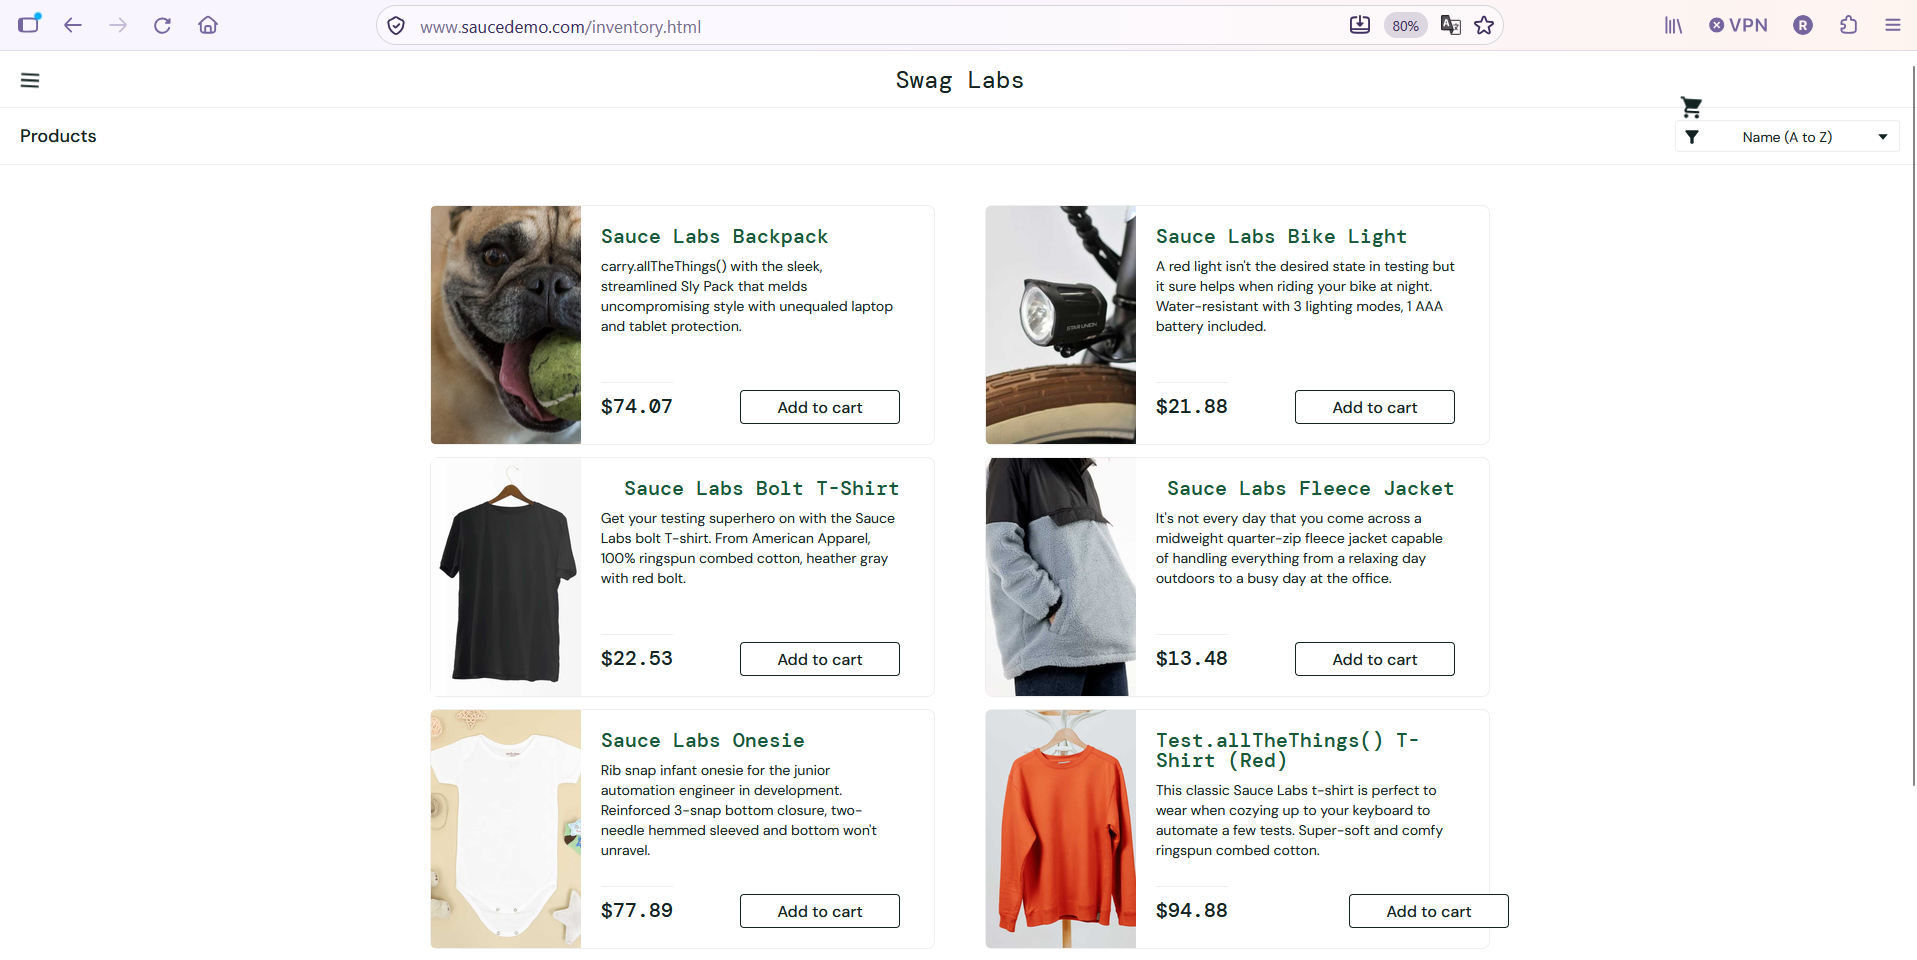 www.saucedemo.com/inventory.html
80%
VPN
R
Swag Labs
Products
Name (A to Z)
Sauce Labs Backpack
carry.allTheThings() with the sleek,
streamlined Sly Pack that melds
uncompromising style with unequaled laptop
and tablet protection.
$74.07
Add to cart
Sauce Labs Bike Light
A red light isn't the desired state in testing but
it sure helps when riding your bike at night.
Water-resistant with 3 lighting modes, 1 AAA
battery included.
STAR UNION
$21.88
Add to cart
Sauce Labs Bolt T-Shirt
Get your testing superhero on with the Sauce
Labs bolt T-shirt. From American Apparel,
100% ringspun combed cotton, heather gray
with red bolt.
$22.53
Add to cart
Sauce Labs Fleece Jacket
It's not every day that you come across a
midweight quarter-zip fleece jacket capable
of handling everything from a relaxing day
outdoors to a busy day at the office.
$13.48
Add to cart
Sauce Labs Onesie
Rib snap infant onesie for the junior
automation engineer in development.
Reinforced 3-snap bottom closure, two-
needle hemmed sleeved and bottom won't
unravel.
$77.89
Add to cart
Test.allTheThings() T-
Shirt (Red)
This classic Sauce Labs t-shirt is perfect to
wear when cozying up to your keyboard to
automate a few tests. Super-soft and comfy
ringspun combed cotton.
$94.88
Add to cart